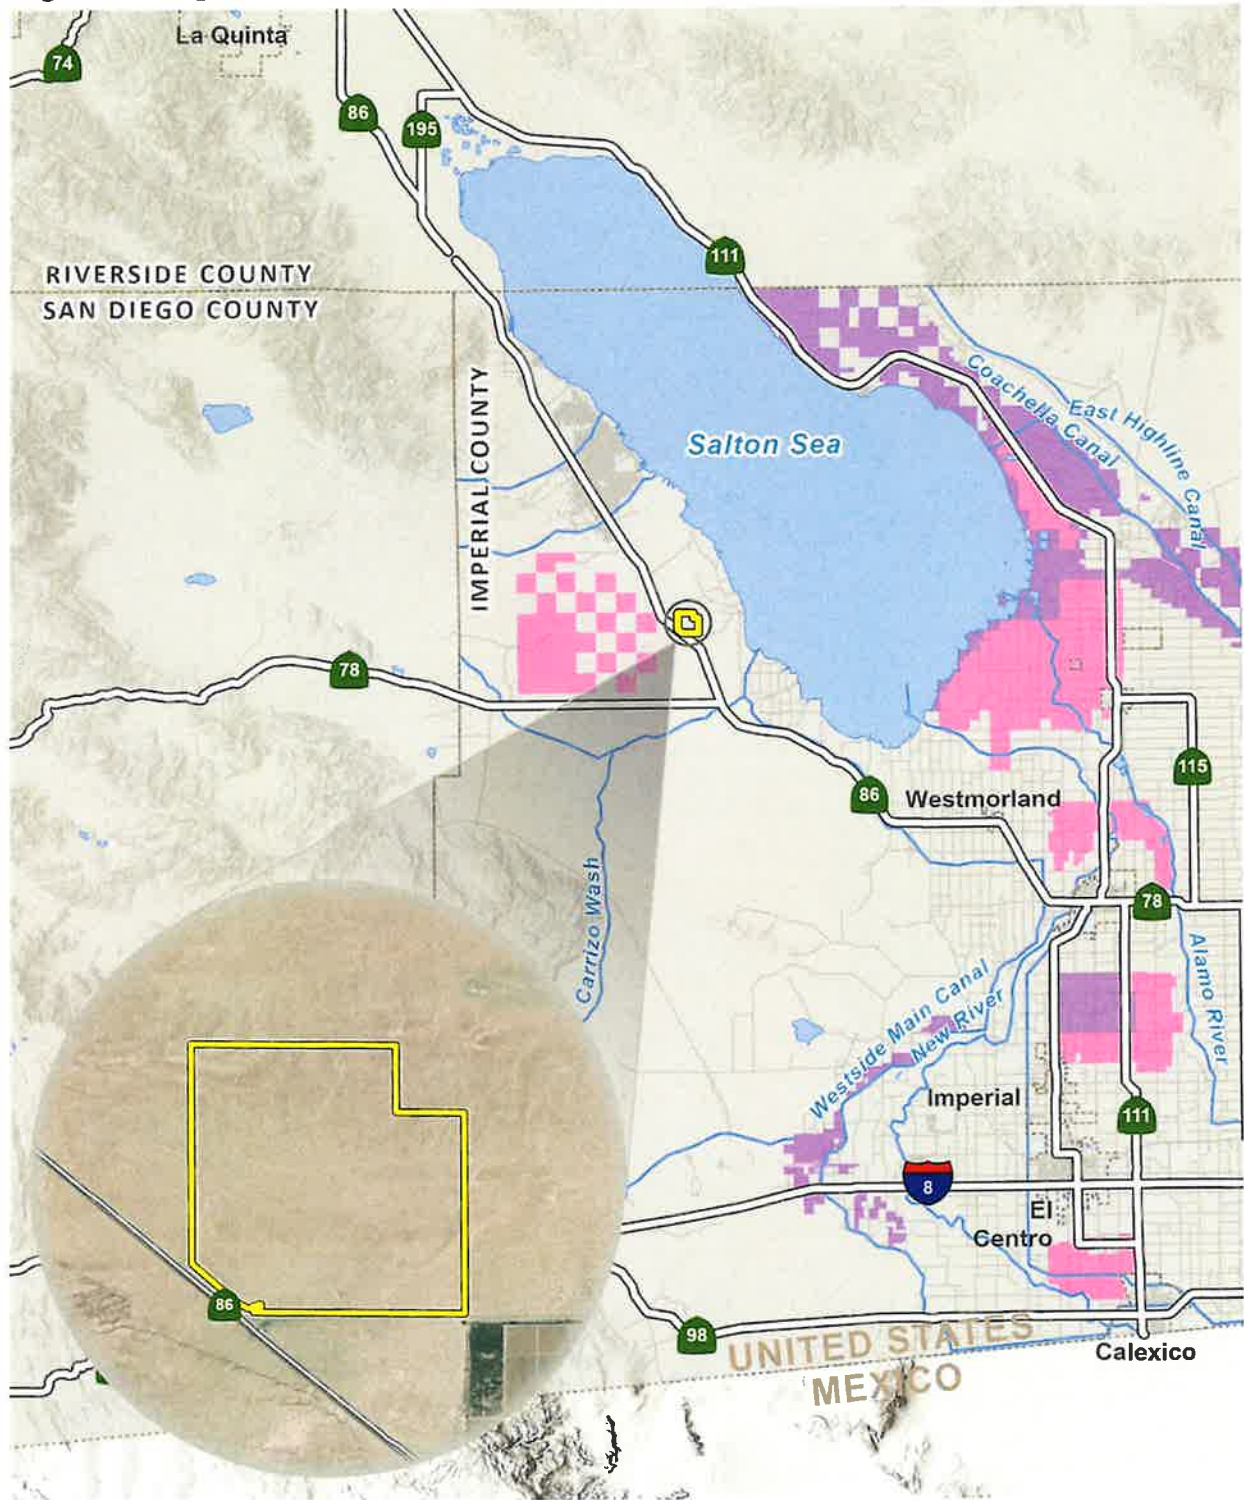 La Quinta
74
86
195
111
RIVERSIDE COUNTY
SAN DIEGO COUNTY
IMPERIAL COUNTY
Coachella Canal
East Highline Canal
Salton Sea
78
86
Westmorland
115
78
Carrizo Wash
Alamo River
Westside Main Canal
New River
Imperial
111
8
El
Centro
86
98
UNITED STATES
MEXICO
Calexico